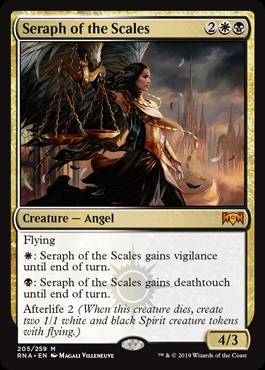 Seraph of the Scales 2
Creature — Angel
Flying
: Seraph of the Scales gains vigilance
until end of turn.
: Seraph of the Scales gains deathtouch
until end of turn.
Afterlife 2 (When this creature dies, create
two 1/1 white and black Spirit creature tokens
with flying.)
4/3
205/259 M
RNA • EN MAGALI VILLENEUVE
™ & © 2019 Wizards of the Coast